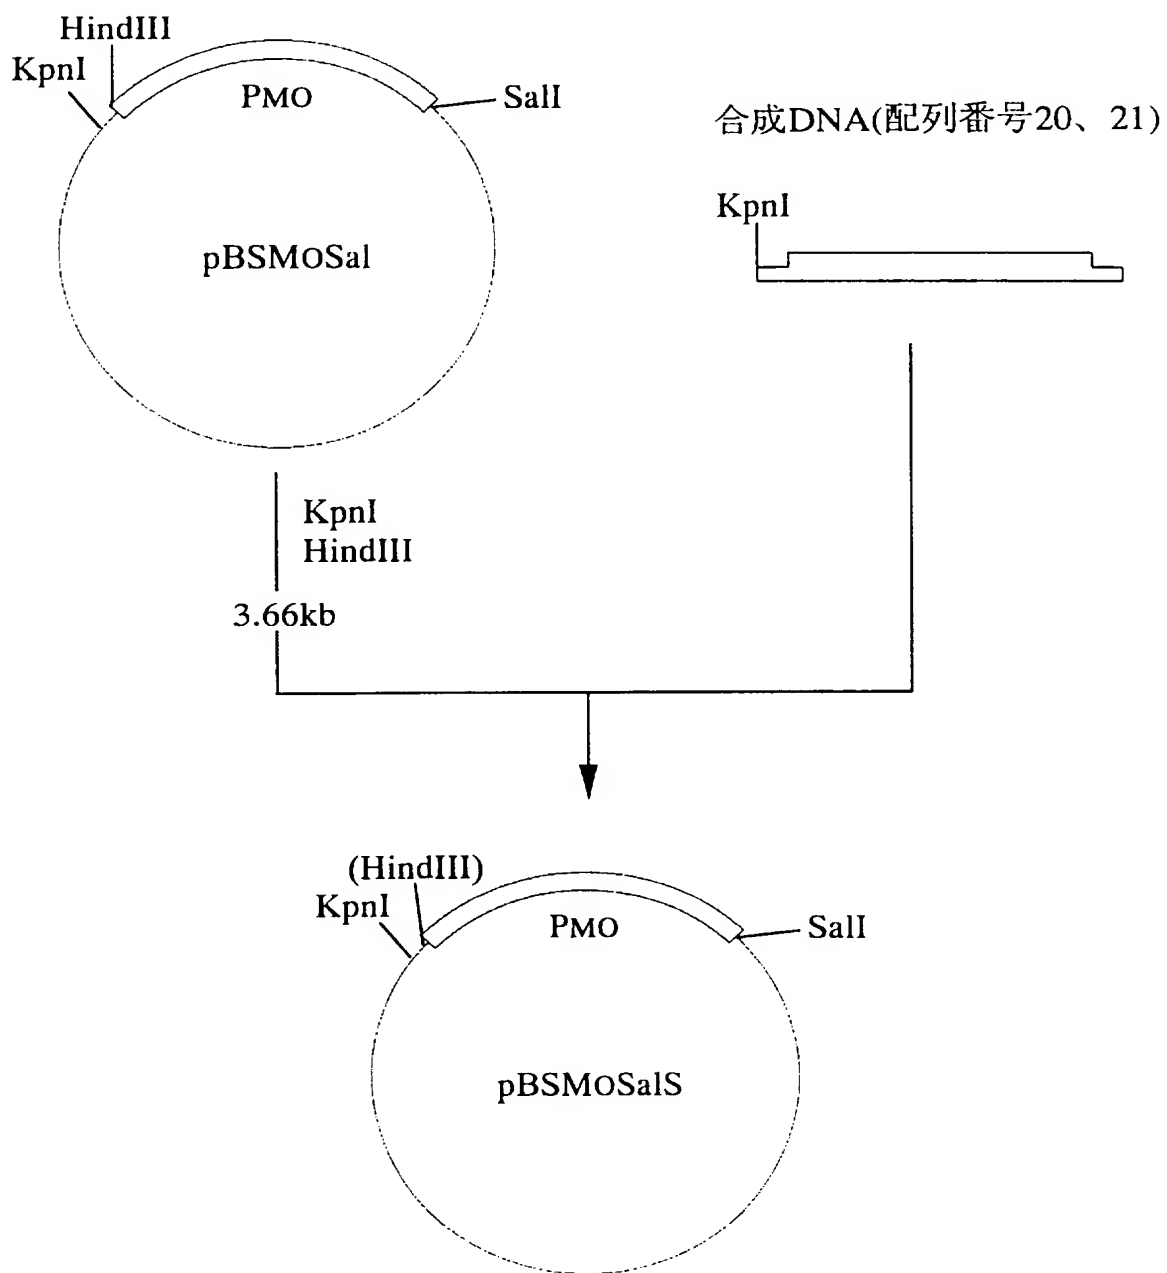 HindIII
KpnI
PMO
SalI
pBSMOSal
合成DNA(配列番号20、21)
KpnI
KpnI
HindIII
3.66kb
(HindIII)
KpnI
PMO
SalI
pBSMOSalS